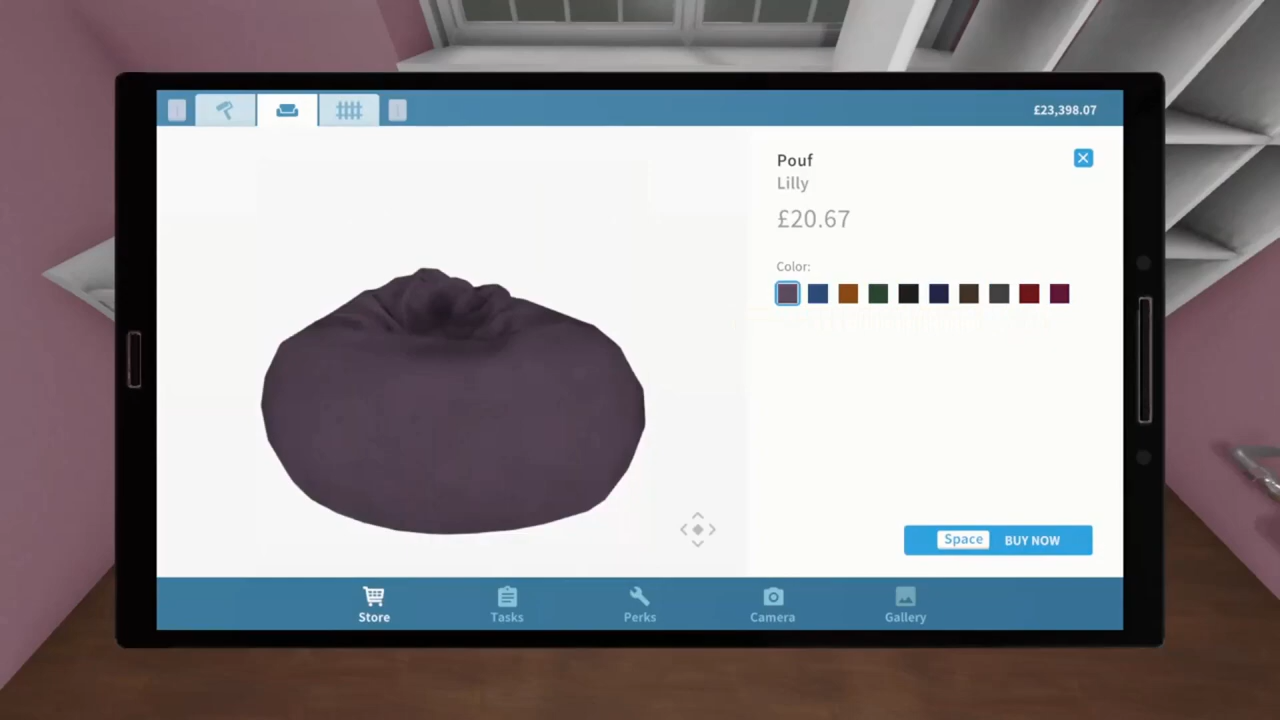 £23,398.07
Pouf
Lilly
£20.67
Color:
Space BUY NOW
Store Tasks Perks Camera Gallery